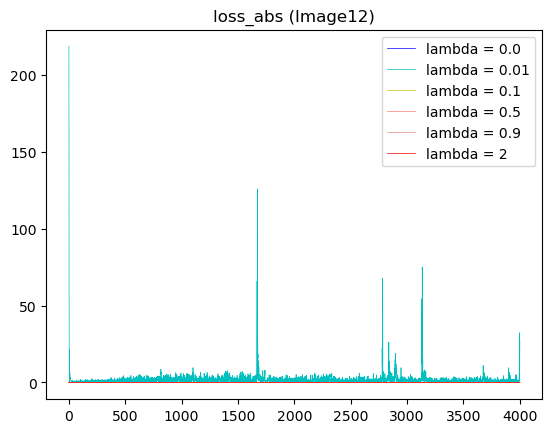 loss_abs (Image12)
lambda = 0.0
lambda = 0.01
lambda = 0.1
lambda = 0.5
lambda = 0.9
lambda = 2
200
150
100
50
0
0 500 1000 1500 2000 2500 3000 3500 4000